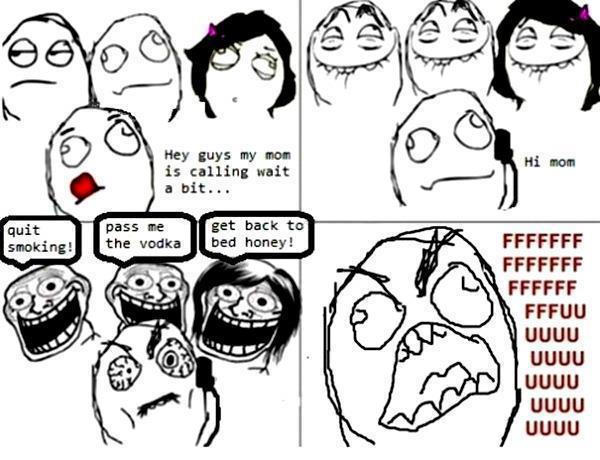 Hey guys my mom
is calling wait
a bit...
Hi mom
quit
smoking!
pass me
the vodka
get back to
bed honey!
FFFFFFF
FFFFFFF
FFFFFF
FFFUU
UUUU
UUUU
UUUU
UUUU
UUUU